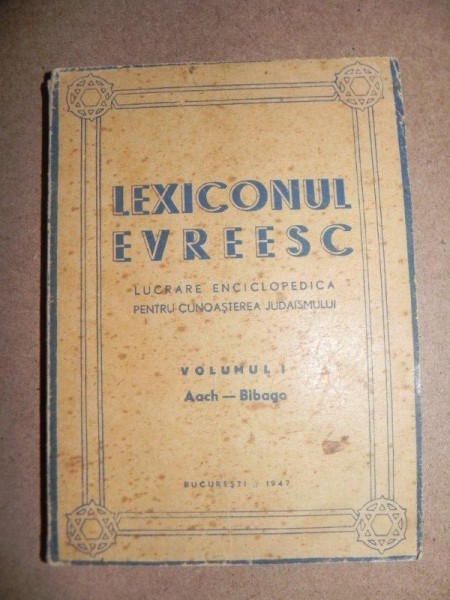 LEXICONUL
EVREESC
LUCRARE ENCICLOPEDICA
PENTRU CUNOAȘTEREA JUDAISMULUI
VOLUMUL I
Aach — Bibago
BUCUREȘTI . 1947